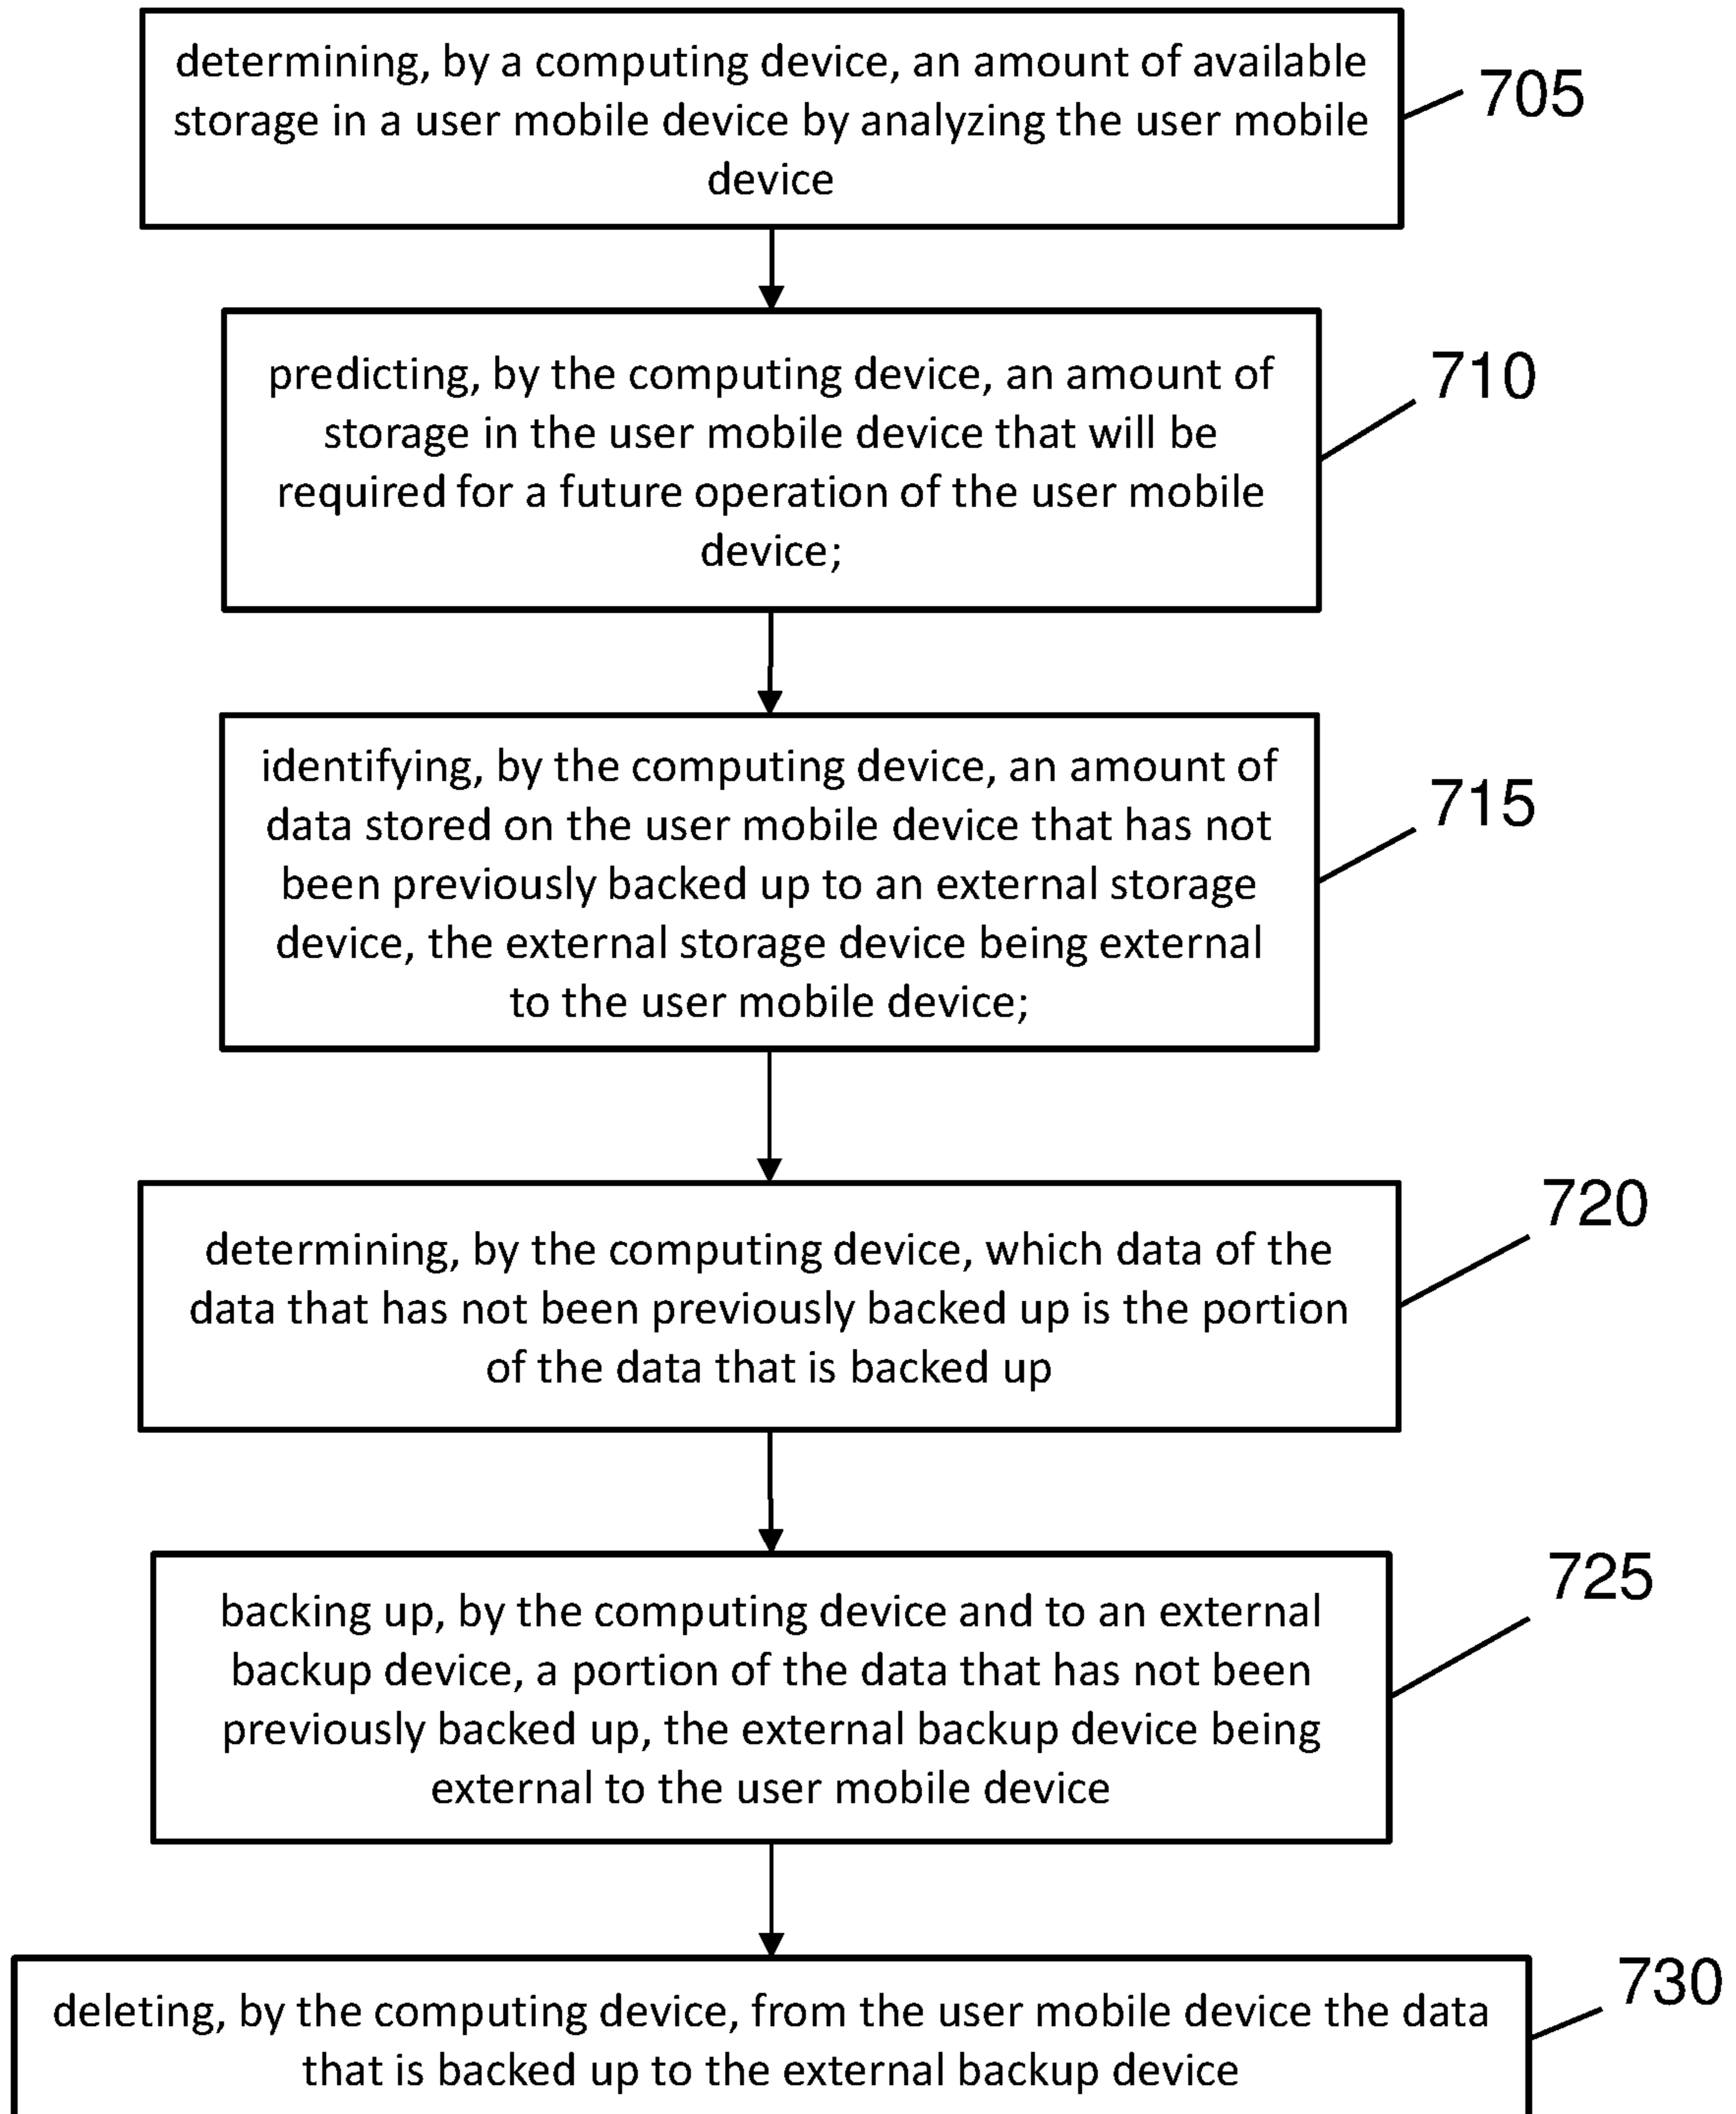 determining, by a computing device, an amount of available
storage in a user mobile device by analyzing the user mobile
device
705
predicting, by the computing device, an amount of
storage in the user mobile device that will be
required for a future operation of the user mobile
device;
710
identifying, by the computing device, an amount of
data stored on the user mobile device that has not
been previously backed up to an external storage
device, the external storage device being external
to the user mobile device;
715
determining, by the computing device, which data of the
data that has not been previously backed up is the portion
of the data that is backed up
720
backing up, by the computing device and to an external
backup device, a portion of the data that has not been
previously backed up, the external backup device being
external to the user mobile device
725
deleting, by the computing device, from the user mobile device the data
that is backed up to the external backup device
730